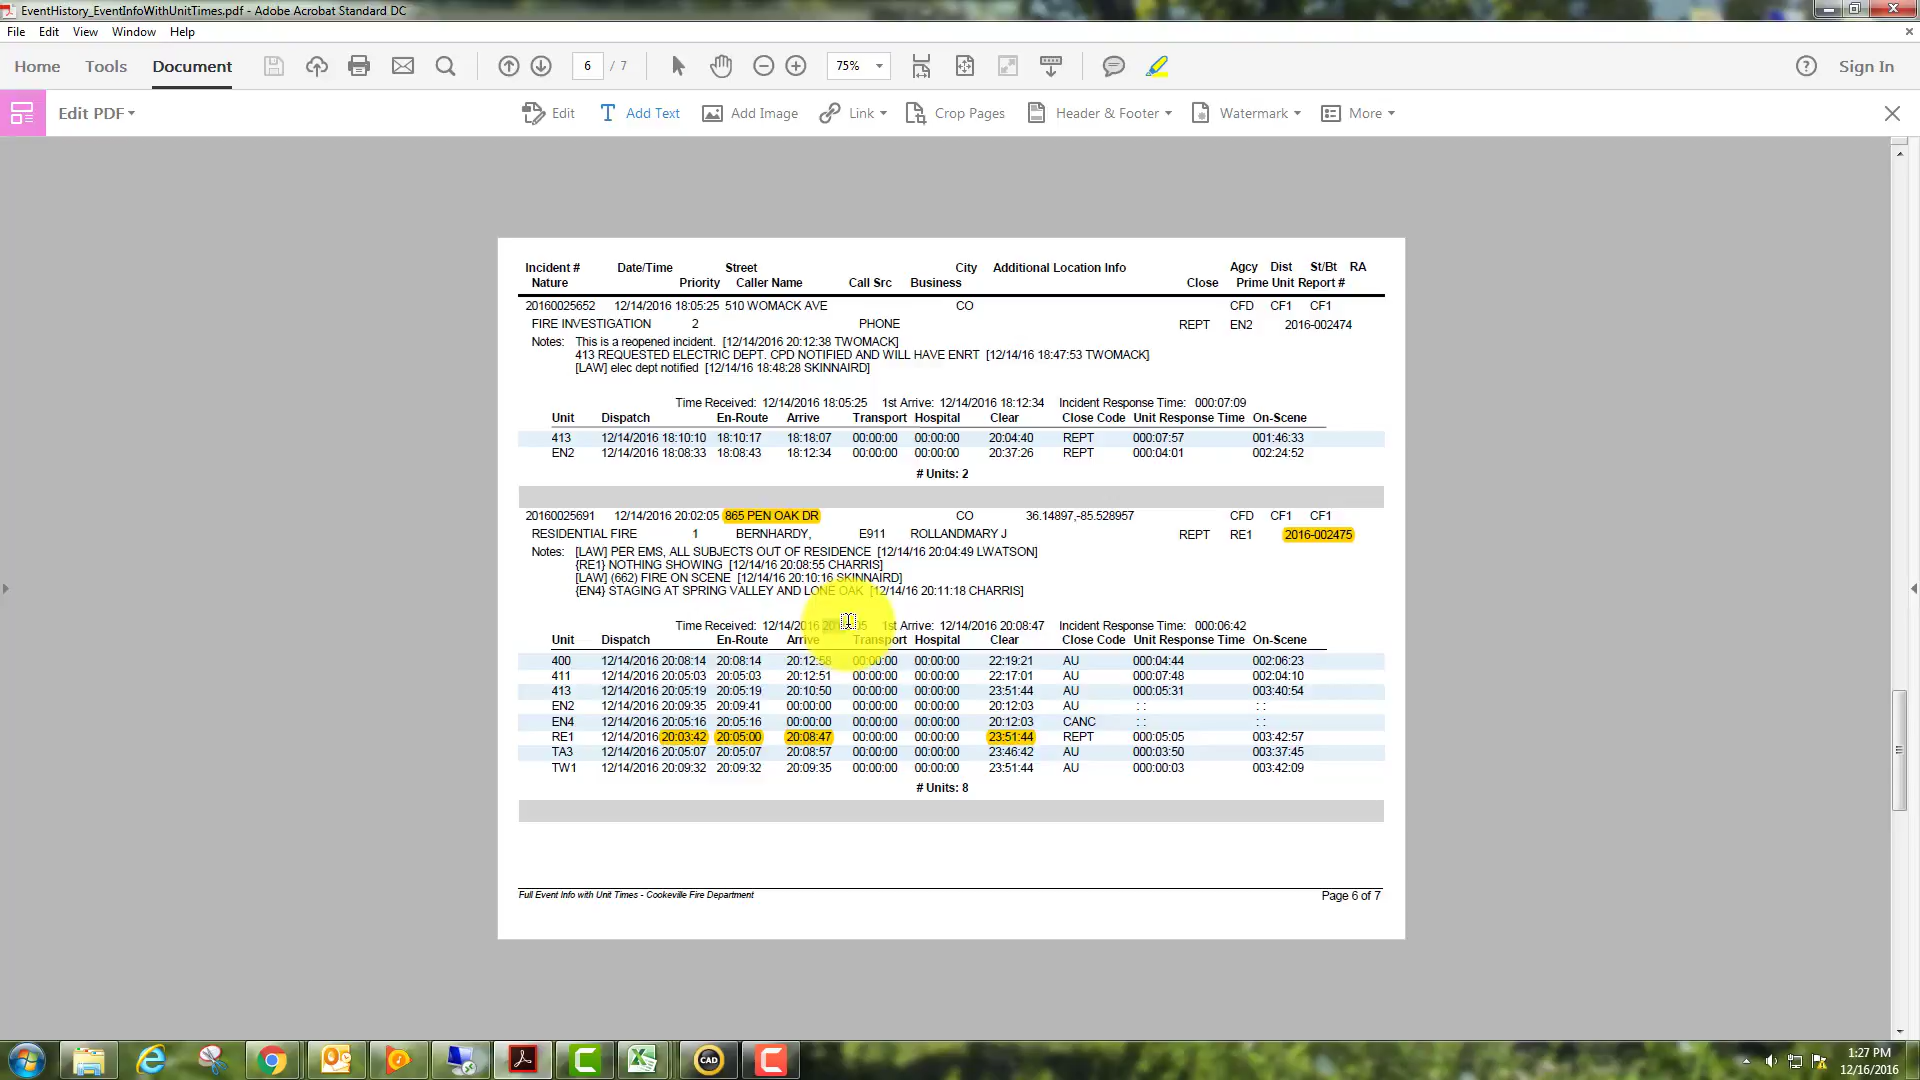 EventHistory_EventInfoWithUnitTimes.pdf - Adobe Acrobat Standard DC
File Edit View Window Help
Home Tools Document 6 / 7 75% Sign In
Edit PDF Edit Add Text Add Image Link Crop Pages Header & Footer Watermark More
Incident # Date/Time Street City Additional Location Info Agcy Dist St/Bt RA
Nature Priority Caller Name Call Src Business Close Prime Unit Report #
20160025652 12/14/2016 18:05:25 510 WOMACK AVE CO CFD CF1 CF1
FIRE INVESTIGATION 2 PHONE REPT EN2 2016-002474
Notes: This is a reopened incident. [12/14/2016 20:12:38 TWOMACK]
413 REQUESTED ELECTRIC DEPT. CPD NOTIFIED AND WILL HAVE ENRT [12/14/16 18:47:53 TWOMACK]
[LAW] elec dept notified [12/14/16 18:48:28 SKINNAIRD]
Time Received: 12/14/2016 18:05:25 1st Arrive: 12/14/2016 18:12:34 Incident Response Time: 000:07:09
Unit Dispatch En-Route Arrive Transport Hospital Clear Close Code Unit Response Time On-Scene
413 12/14/2016 18:10:10 18:10:17 18:18:07 00:00:00 00:00:00 20:04:40 REPT 000:07:57 001:46:33
EN2 12/14/2016 18:08:33 18:08:43 18:12:34 00:00:00 00:00:00 20:37:26 REPT 000:04:01 002:24:52
# Units: 2
20160025691 12/14/2016 20:02:05 865 PEN OAK DR CO 36.14897,-85.528957 CFD CF1 CF1
RESIDENTIAL FIRE 1 BERNHARDY, E911 ROLLANDMARY J REPT RE1 2016-002475
Notes: [LAW] PER EMS, ALL SUBJECTS OUT OF RESIDENCE [12/14/16 20:04:49 LWATSON]
{RE1} NOTHING SHOWING [12/14/16 20:08:55 CHARRIS]
[LAW] (662) FIRE ON SCENE [12/14/16 20:10:16 SKINNAIRD]
{EN4} STAGING AT SPRING VALLEY AND LONE OAK [12/14/16 20:11:18 CHARRIS]
Time Received: 12/14/2016 1st Arrive: 12/14/2016 20:08:47 Incident Response Time: 000:06:42
Unit Dispatch En-Route Arrive Transport Hospital Clear Close Code Unit Response Time On-Scene
400 12/14/2016 20:08:14 20:08:14 20:12:58 00:00:00 00:00:00 22:19:21 AU 000:04:44 002:06:23
411 12/14/2016 20:05:03 20:05:03 20:12:51 00:00:00 00:00:00 22:17:01 AU 000:07:48 002:04:10
413 12/14/2016 20:05:19 20:05:19 20:10:50 00:00:00 00:00:00 23:51:44 AU 000:05:31 003:40:54
EN2 12/14/2016 20:09:35 20:09:41 00:00:00 00:00:00 00:00:00 20:12:03 AU : : : :
EN4 12/14/2016 20:05:16 20:05:16 00:00:00 00:00:00 00:00:00 20:12:03 CANC : : : :
RE1 12/14/2016 20:03:42 20:05:00 20:08:47 00:00:00 00:00:00 23:51:44 REPT 000:05:05 003:42:57
TA3 12/14/2016 20:05:07 20:05:07 20:08:57 00:00:00 00:00:00 23:46:42 AU 000:03:50 003:37:45
TW1 12/14/2016 20:09:32 20:09:32 20:09:35 00:00:00 00:00:00 23:51:44 AU 000:00:03 003:42:09
# Units: 8
Full Event Info with Unit Times - Cookeville Fire Department Page 6 of 7
CAD
1:27 PM
12/16/2016